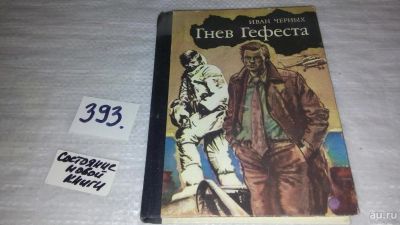 ИВАН ЧЕРНЫХ
Гнев Гефеста
393.
Состояние
новой
книги
au.ru